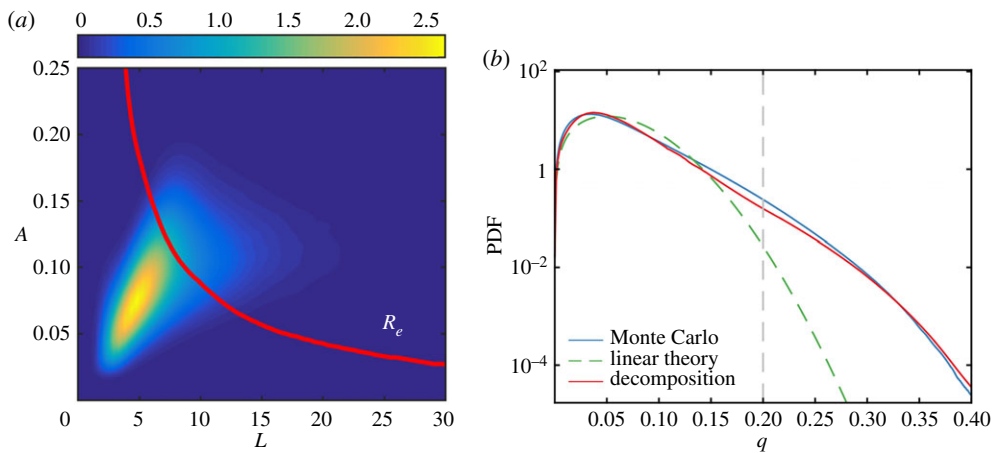 (a)
0 0.5 1.0 1.5 2.0 2.5
0.25
0.20
0.15
A
0.10
0.05
R_e
0 5 10 15 20 25 30
L
(b)
10^2
1
PDF
10^−2
10^−4
Monte Carlo
linear theory
decomposition
0.05 0.10 0.15 0.20 0.25 0.30 0.35 0.40
q